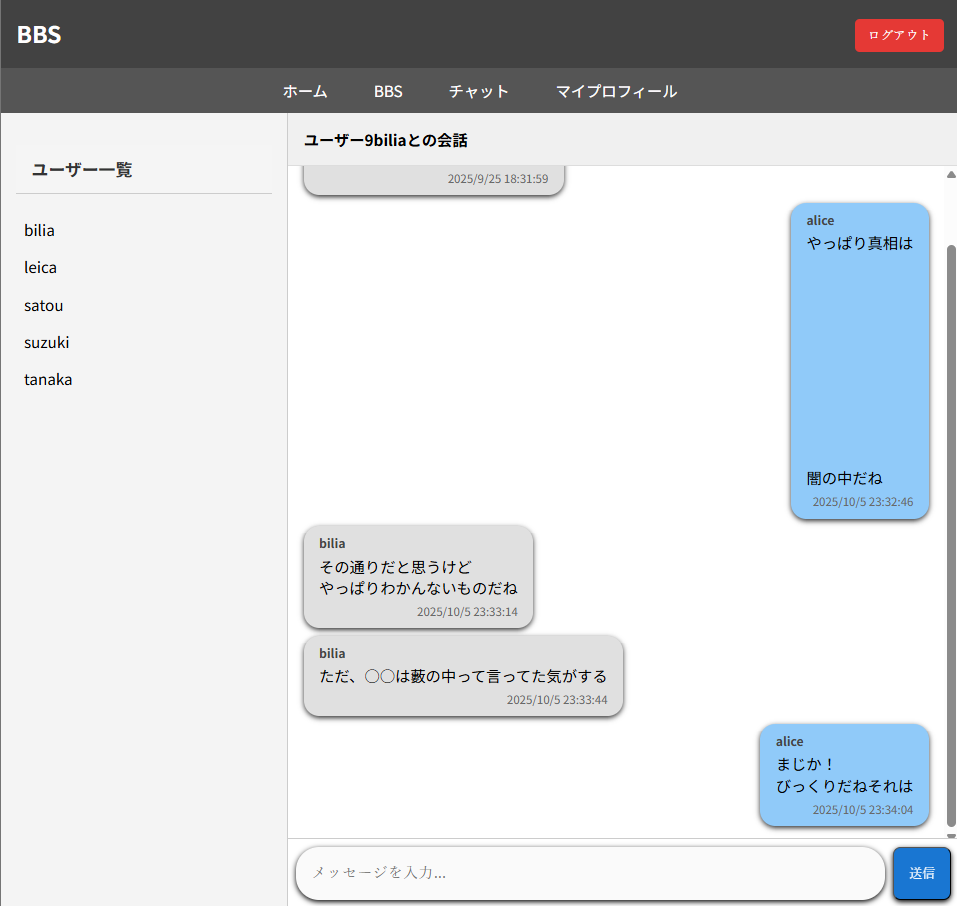 BBS
ログアウト
ホーム
BBS
チャット
マイプロフィール
ユーザー一覧
bilia
leica
satou
suzuki
tanaka
ユーザー9biliaとの会話
2025/9/25 18:31:59
alice
やっぱり真相は
闇の中だね
2025/10/5 23:32:46
bilia
その通りだと思うけど
やっぱりわかんないものだね
2025/10/5 23:33:14
bilia
ただ、〇〇は藪の中って言ってた気がする
2025/10/5 23:33:44
alice
まじか！
びっくりだねそれは
2025/10/5 23:34:04
メッセージを入力...
送信